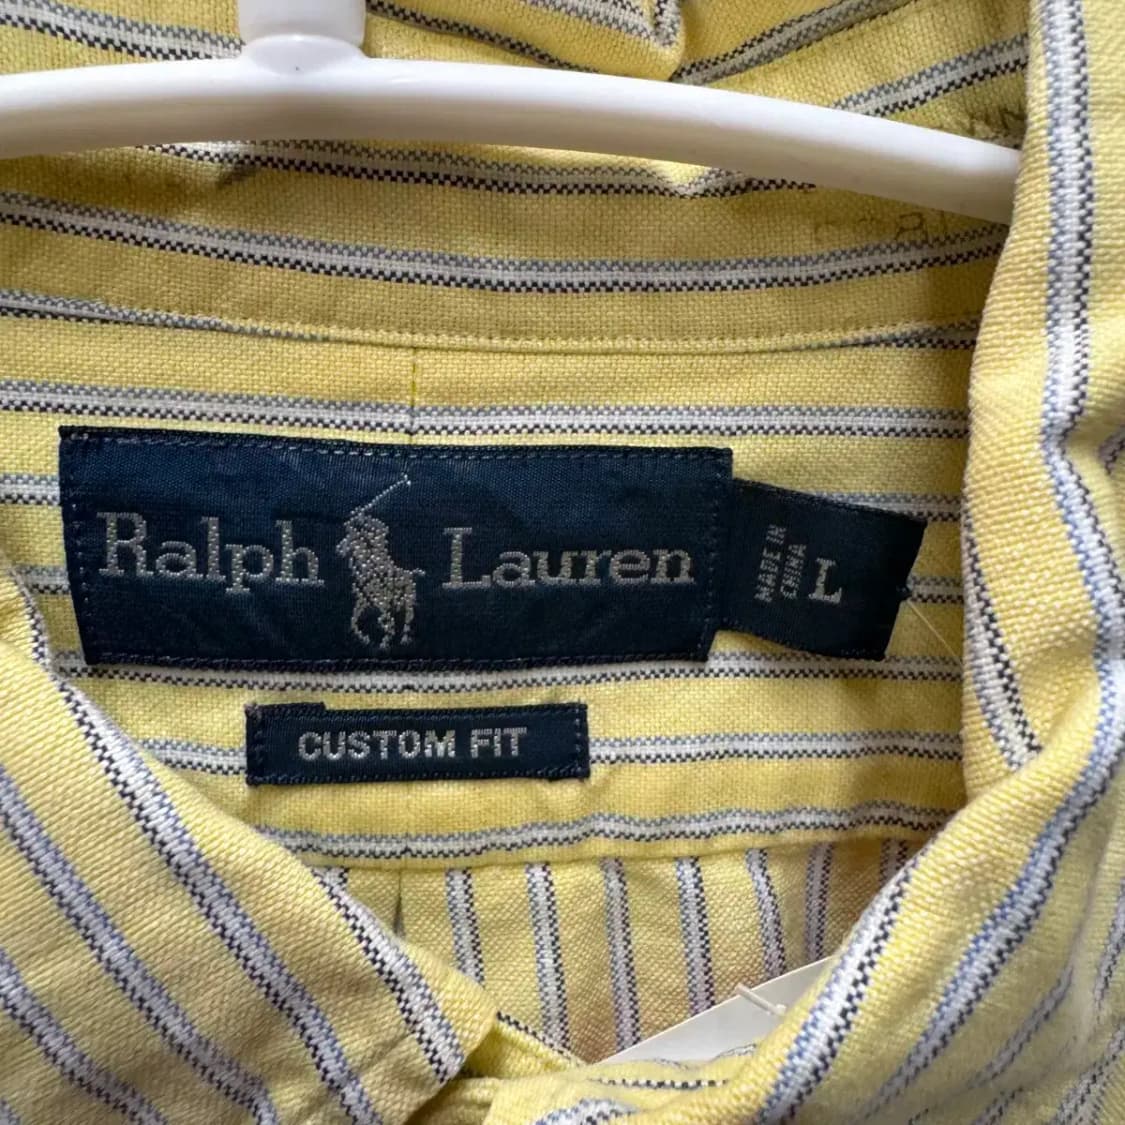 Ralph Lauren
MADE IN
CHINA
L
CUSTOM FIT